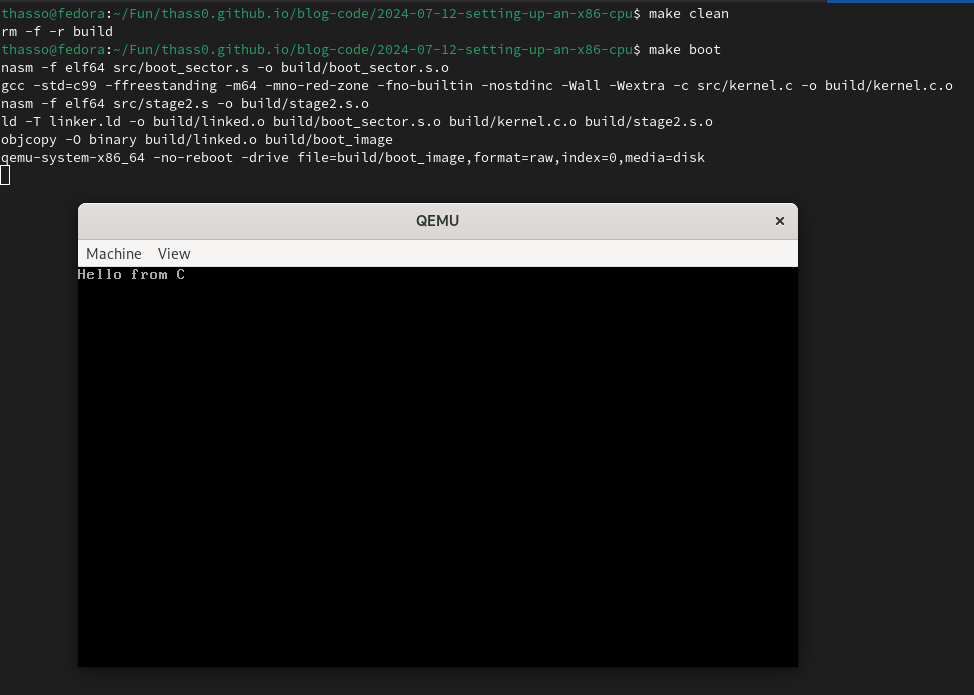 thasso@fedora:~/Fun/thass0.github.io/blog-code/2024-07-12-setting-up-an-x86-cpu$ make clean
rm -f -r build
thasso@fedora:~/Fun/thass0.github.io/blog-code/2024-07-12-setting-up-an-x86-cpu$ make boot
nasm -f elf64 src/boot_sector.s -o build/boot_sector.s.o
gcc -std=c99 -ffreestanding -m64 -mno-red-zone -fno-builtin -nostdinc -Wall -Wextra -c src/kernel.c -o build/kernel.c.o
nasm -f elf64 src/stage2.s -o build/stage2.s.o
ld -T linker.ld -o build/linked.o build/boot_sector.s.o build/kernel.c.o build/stage2.s.o
objcopy -O binary build/linked.o build/boot_image
qemu-system-x86_64 -no-reboot -drive file=build/boot_image,format=raw,index=0,media=disk
QEMU
Machine View
Hello from C